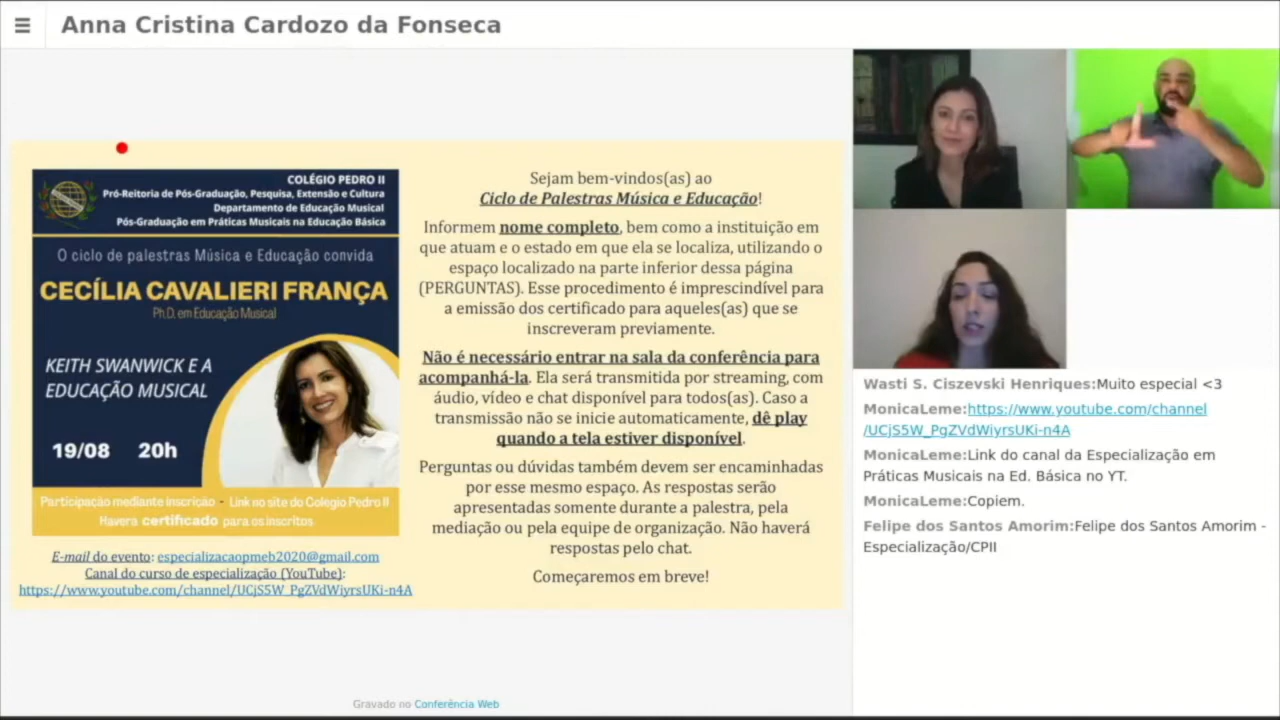 Anna Cristina Cardozo da Fonseca
COLÉGIO PEDRO II
Pró-Reitoria de Pós-Graduação, Pesquisa, Extensão e Cultura
Departamento de Educação Musical
Pós-Graduação em Práticas Musicais na Educação Básica
O ciclo de palestras Música e Educação convida
CECÍLIA CAVALIERI FRANÇA
Ph.D. em Educação Musical
KEITH SWANWICK E A
EDUCAÇÃO MUSICAL
19/08 20h
Participação mediante inscrição - Link no site do Colégio Pedro II
Haverá certificado para os inscritos
E-mail do evento: especializacaopmeb2020@gmail.com
Canal do curso de especialização (YouTube):
https://www.youtube.com/channel/UCjS5W_PgZVdWiyrsUKi-n4A
Sejam bem-vindos(as) ao
Ciclo de Palestras Música e Educação!
Informem nome completo, bem como a instituição em
que atuam e o estado em que ela se localiza, utilizando o
espaço localizado na parte inferior dessa página
(PERGUNTAS). Esse procedimento é imprescindível para
a emissão dos certificado para aqueles(as) que se
inscreveram previamente.
Não é necessário entrar na sala da conferência para
acompanhá-la. Ela será transmitida por streaming, com
áudio, vídeo e chat disponível para todos(as). Caso a
transmissão não se inicie automaticamente, dê play
quando a tela estiver disponível.
Perguntas ou dúvidas também devem ser encaminhadas
por esse mesmo espaço. As respostas serão
apresentadas somente durante a palestra, pela
mediação ou pela equipe de organização. Não haverá
respostas pelo chat.
Começaremos em breve!
Wasti S. Ciszevski Henriques:Muito especial <3
MonicaLeme:https://www.youtube.com/channel
/UCjS5W_PgZVdWiyrsUKi-n4A
MonicaLeme:Link do canal da Especialização em
Práticas Musicais na Ed. Básica no YT.
MonicaLeme:Copiem.
Felipe dos Santos Amorim:Felipe dos Santos Amorim -
Especialização/CPII
Gravado no Conferência Web